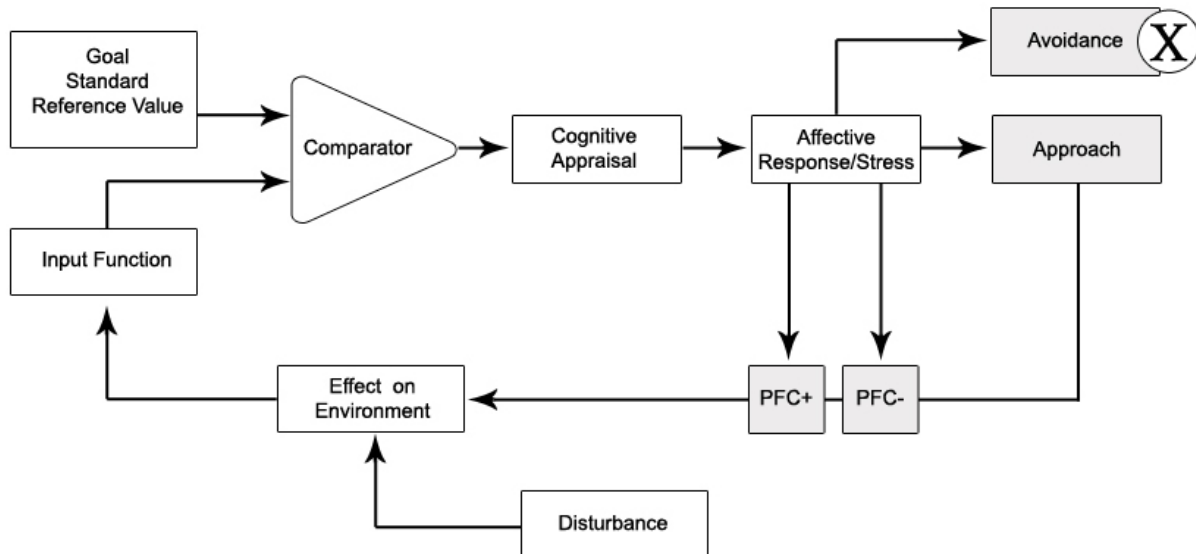 Goal
Standard
Reference Value
Avoidance
X
Comparator
Cognitive
Appraisal
Affective
Response/Stress
Approach
Input Function
Effect on
Environment
PFC+
PFC-
Disturbance